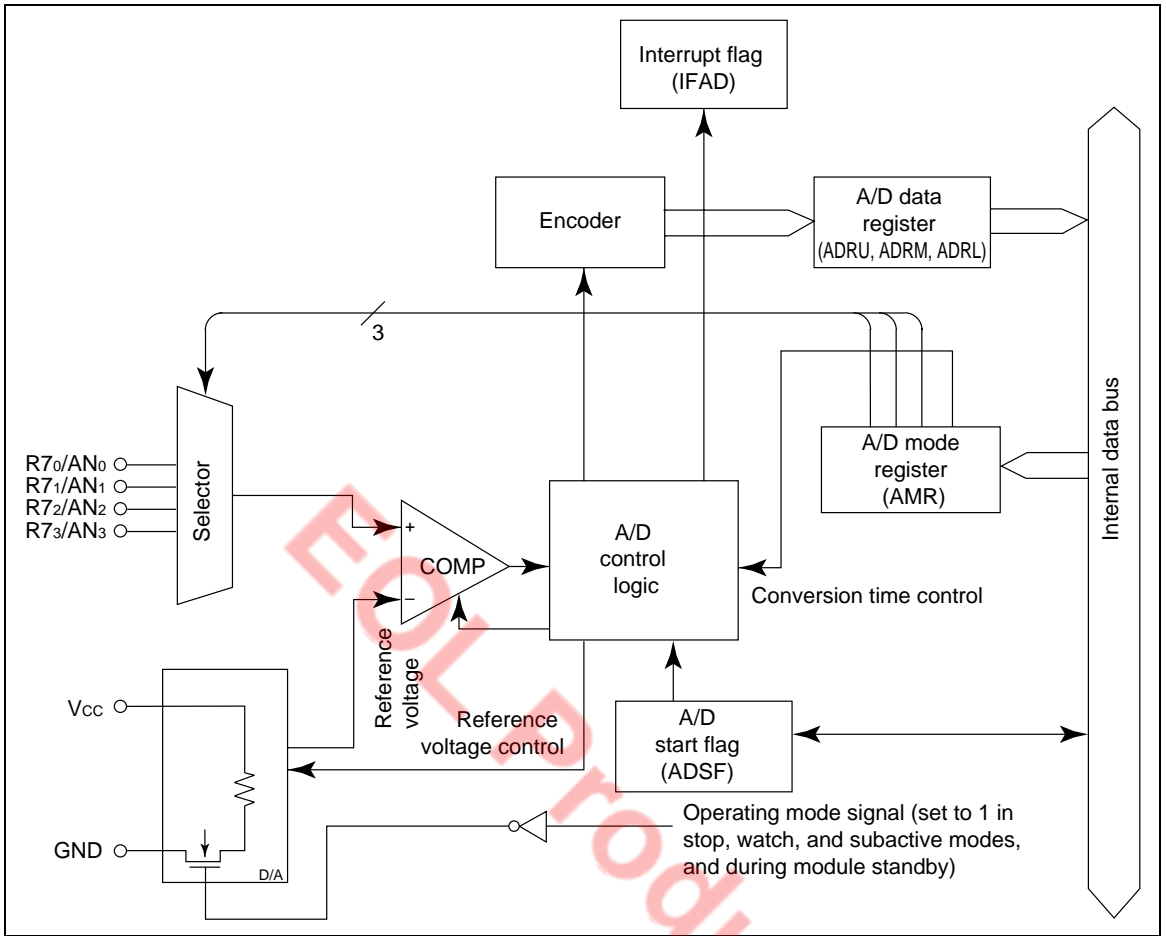 Interrupt flag
(IFAD)
Encoder
A/D data
register
(ADRU, ADRM, ADRL)
3
Internal data bus
A/D mode
register
(AMR)
R7₀/AN₀
R7₁/AN₁
R7₂/AN₂
R7₃/AN₃
Selector
+
COMP
−
A/D
control
logic
Conversion time control
Reference
voltage
Reference
voltage control
VCC
GND
D/A
A/D
start flag
(ADSF)
Operating mode signal (set to 1 in
stop, watch, and subactive modes,
and during module standby)
EOL Produ